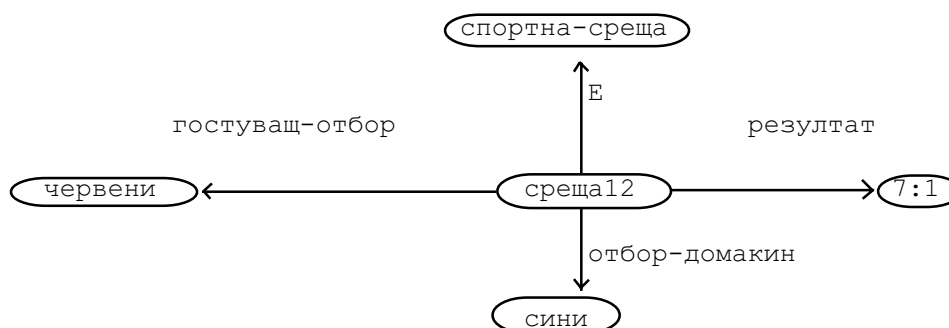 спортна-среща
Е
гостуващ-отбор
резултат
червени
среща12
7:1
отбор-домакин
сини